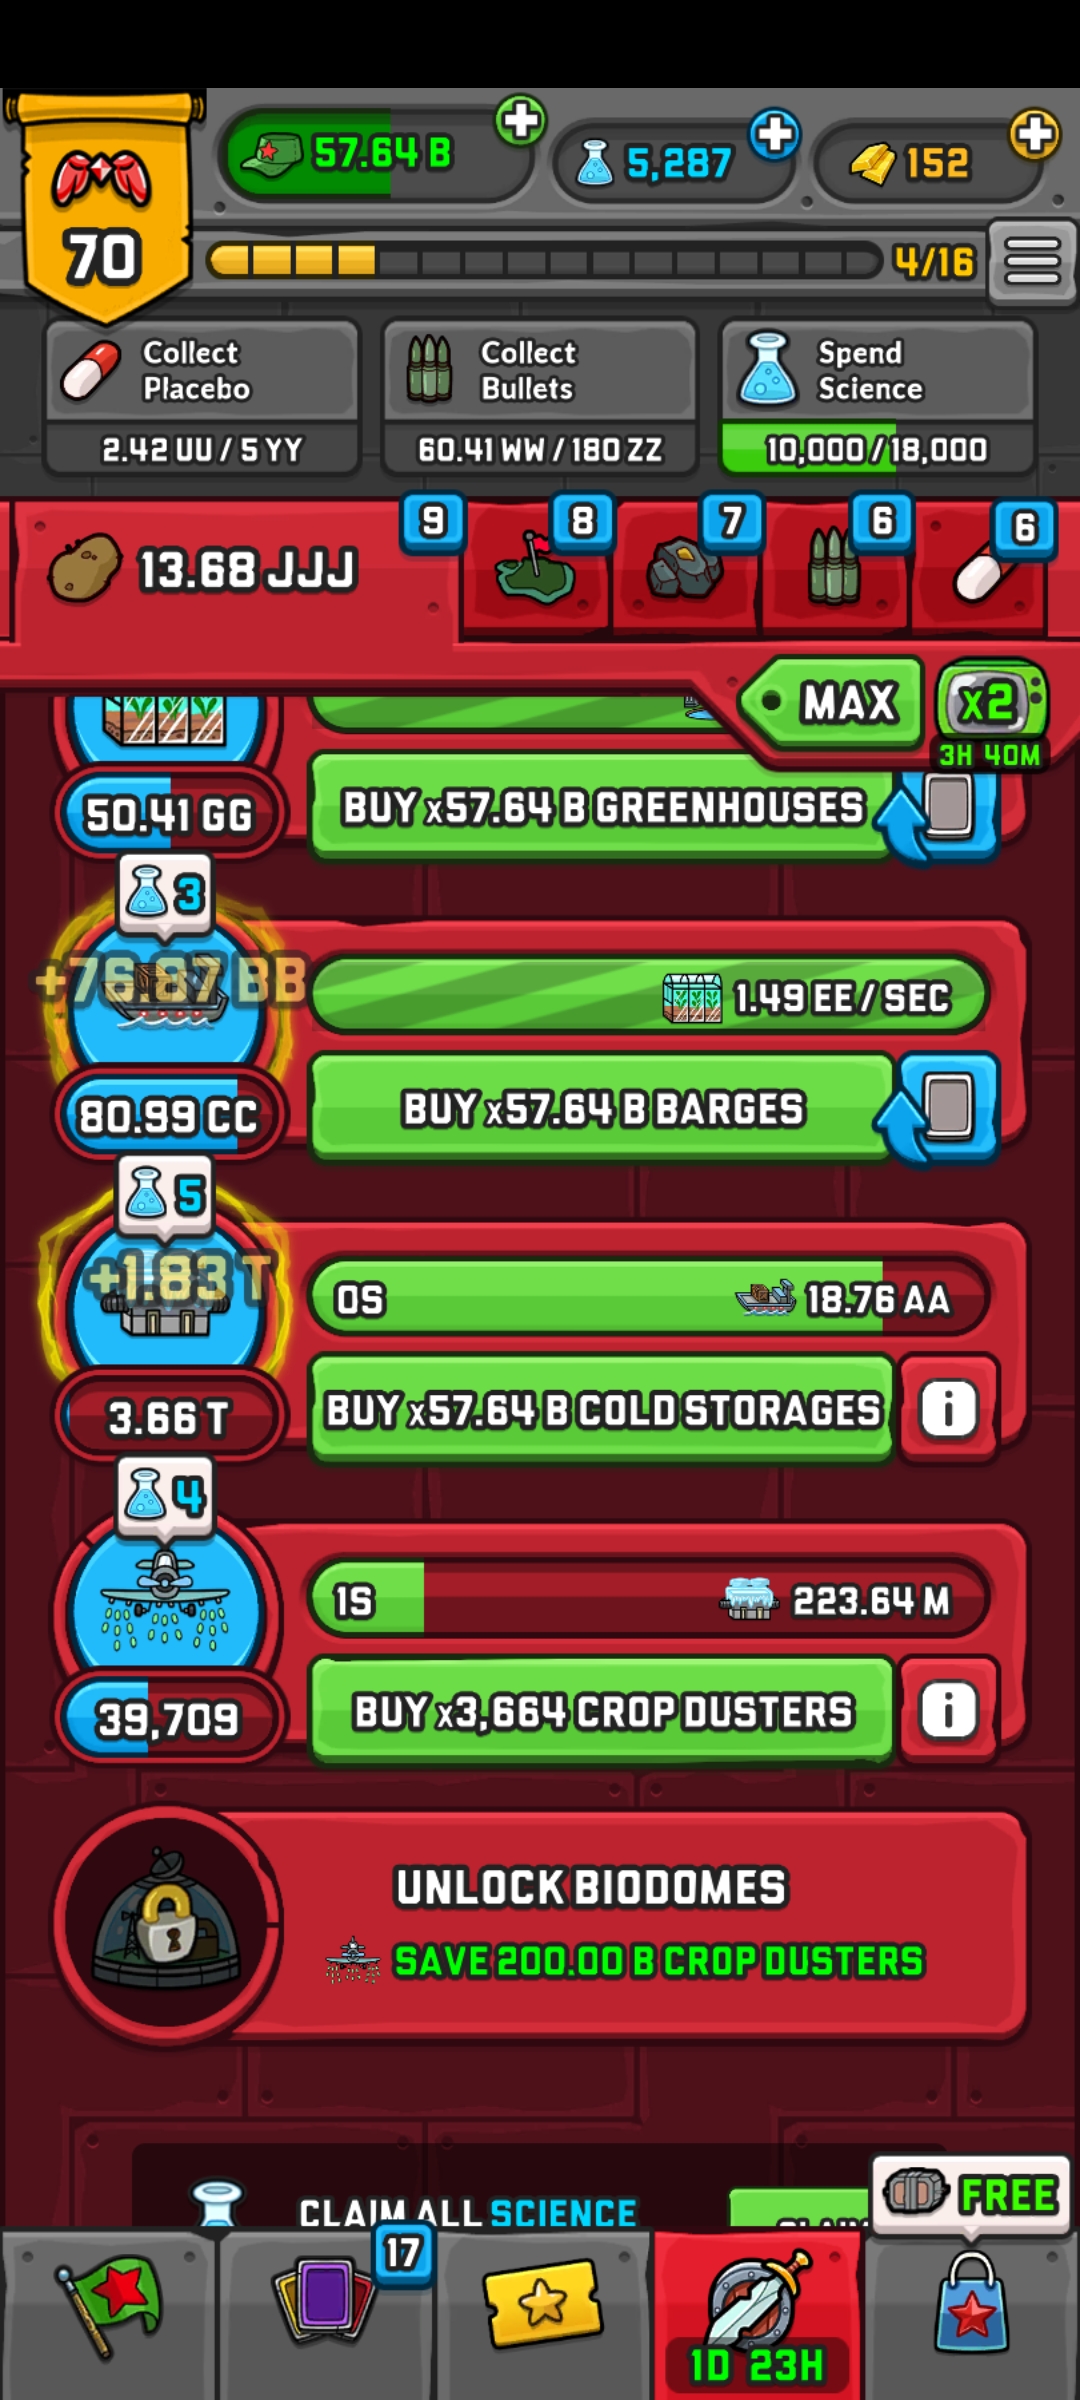 57.64 B
5,287
152
70
4/16
Collect
Placebo
2.42 UU / 5 YY
Collect
Bullets
60.41 WW / 180 ZZ
Spend
Science
10,000 / 18,000
13.68 JJJ
9
8
7
6
6
MAX
x2
3H 40M
50.41 GG
BUY x57.64 B GREENHOUSES
3
+76.87 BB
1.49 EE / SEC
80.99 CC
BUY x57.64 B BARGES
5
+1.83 T
0S
18.76 AA
3.66 T
BUY x57.64 B COLD STORAGES
i
4
1S
223.64 M
39,709
BUY x3,664 CROP DUSTERS
i
UNLOCK BIODOMES
SAVE 200.00 B CROP DUSTERS
CLAIM ALL SCIENCE
FREE
17
1D 23H